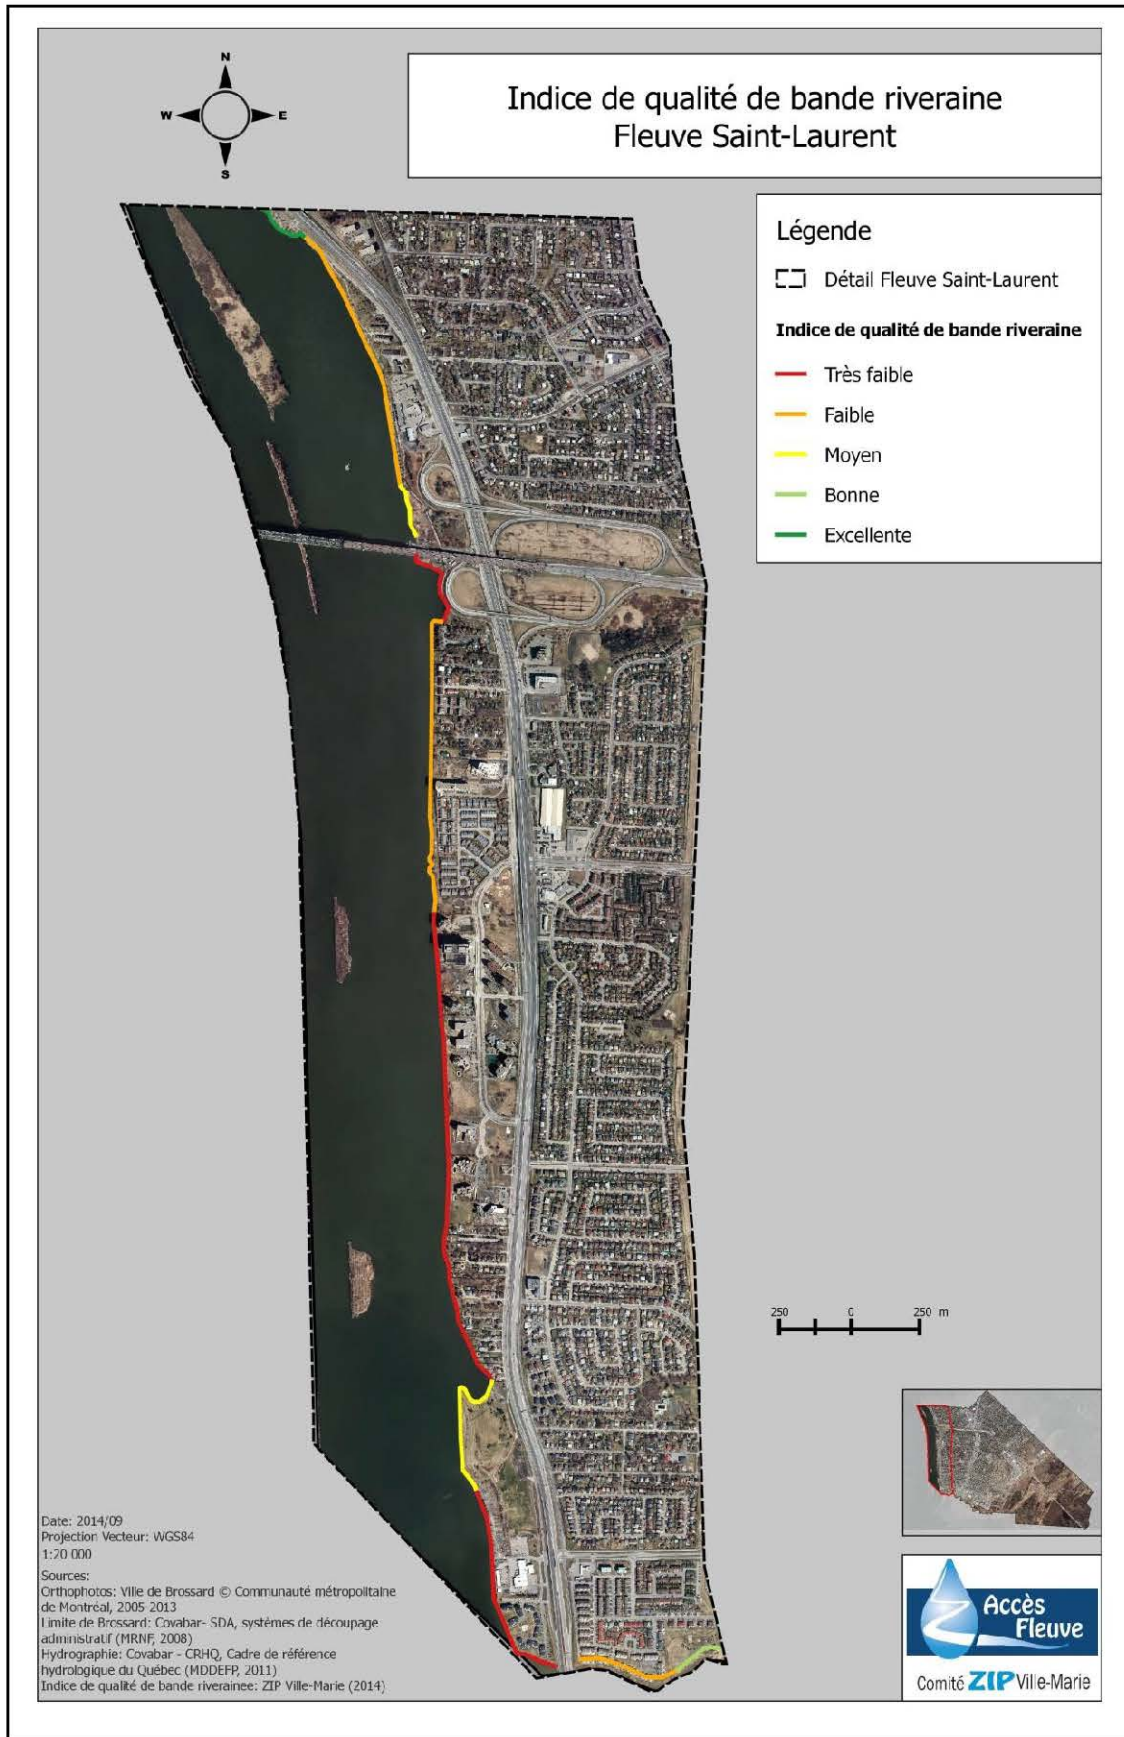 N
W E
S
Indice de qualité de bande riveraine
Fleuve Saint-Laurent
Légende
Détail Fleuve Saint-Laurent
Indice de qualité de bande riveraine
Très faible
Faible
Moyen
Bonne
Excellente
250 0 250 m
Date: 2014/09
Projection Vecteur: WGS84
1:20 000
Sources:
Orthophotos: Ville de Brossard © Communauté métropolitaine
de Montréal, 2005-2013
Limite de Brossard: Covabar- SDA, systèmes de découpage
administratif (MRNF, 2008)
Hydrographie: Covabar - CRHQ, Cadre de référence
hydrologique du Québec (MDDEFP, 2011)
Indice de qualité de bande riverainee: ZIP Ville-Marie (2014)
Accès
Fleuve
Comité ZIP Ville-Marie